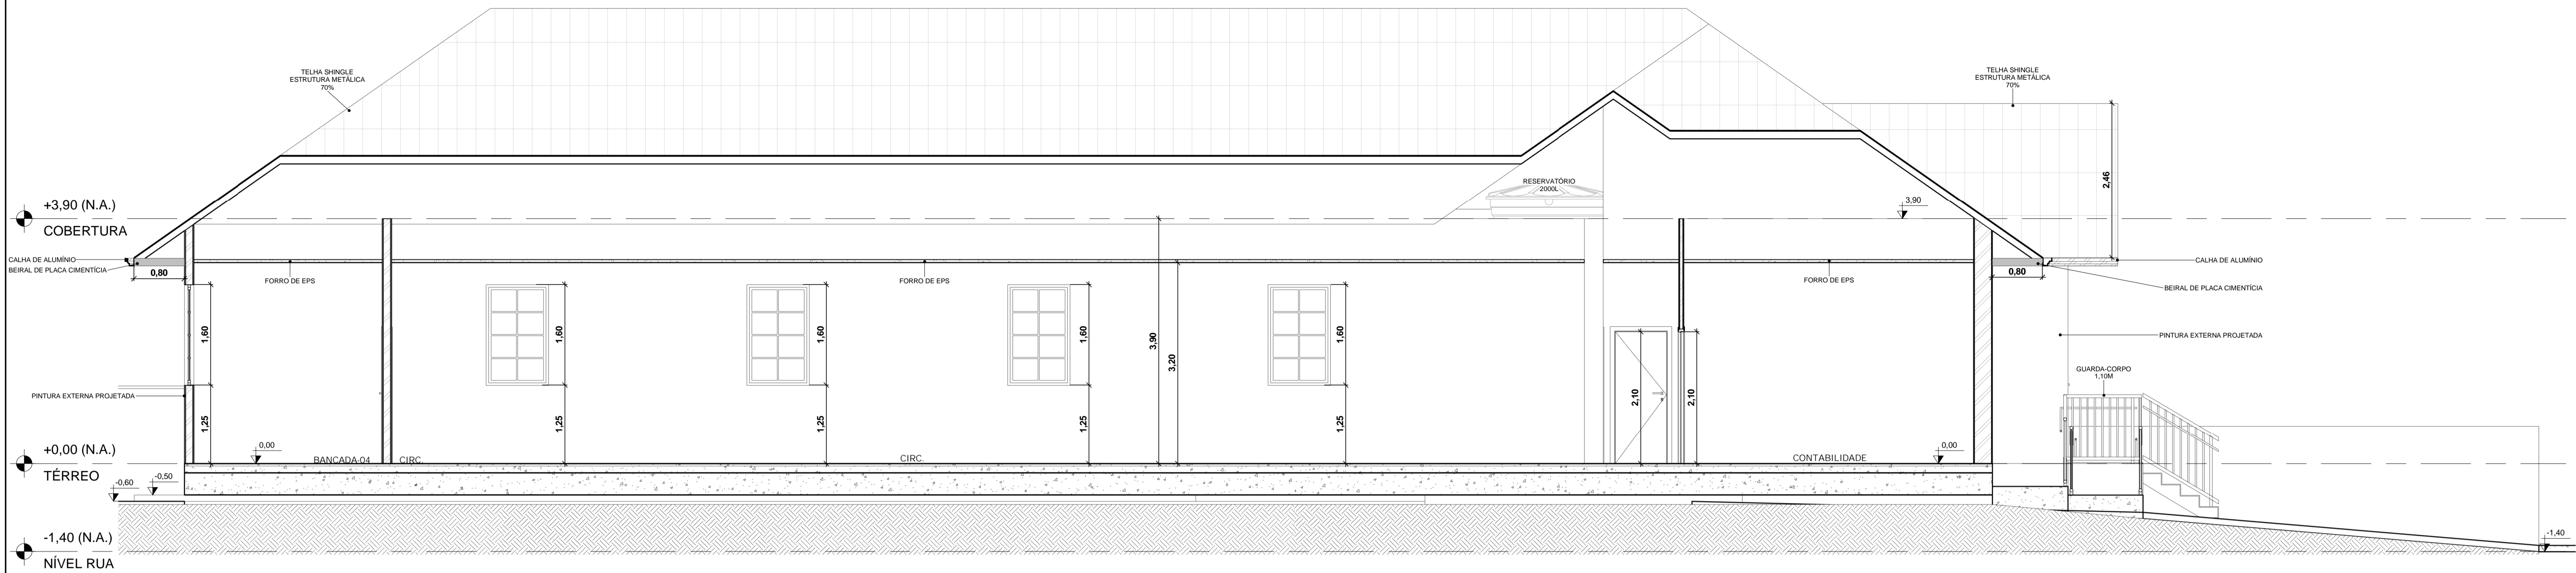 TELHA SHINGLE
ESTRUTURA METÁLICA
70%
TELHA SHINGLE
ESTRUTURA METÁLICA
70%
2,46
RESERVATÓRIO
2000L
+3,90 (N.A.)
COBERTURA
3,90
CALHA DE ALUMÍNIO
BEIRAL DE PLACA CIMENTÍCIA
0,80
FORRO DE EPS
FORRO DE EPS
FORRO DE EPS
0,80
CALHA DE ALUMÍNIO
BEIRAL DE PLACA CIMENTÍCIA
1,60
1,60
1,60
1,60
1,60
3,90
3,20
PINTURA EXTERNA PROJETADA
GUARDA-CORPO
1,10M
PINTURA EXTERNA PROJETADA
1,25
1,25
1,25
1,25
1,25
2,10
2,10
+0,00 (N.A.)
TÉRREO
0,00
BANCADA-04
CIRC.
CIRC.
CONTABILIDADE
0,00
-0,60
-0,50
-1,40 (N.A.)
NÍVEL RUA
-1,40